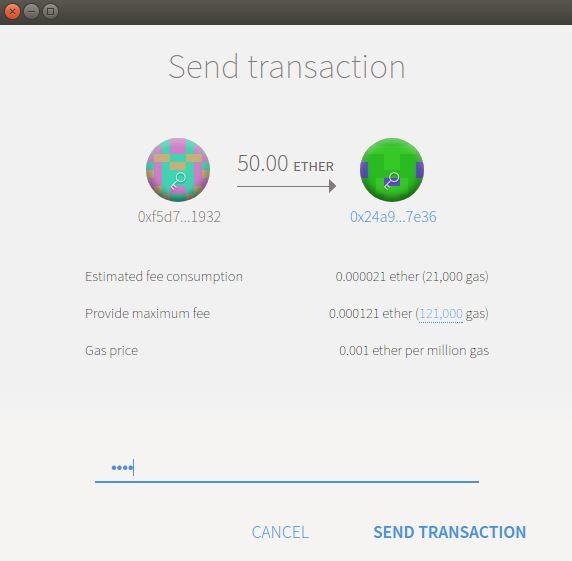 Send transaction
50.00 ETHER
0xf5d7...1932 0x24a9...7e36
Estimated fee consumption 0.000021 ether (21,000 gas)
Provide maximum fee 0.000121 ether (121,000 gas)
Gas price 0.001 ether per million gas
••••
CANCEL SEND TRANSACTION